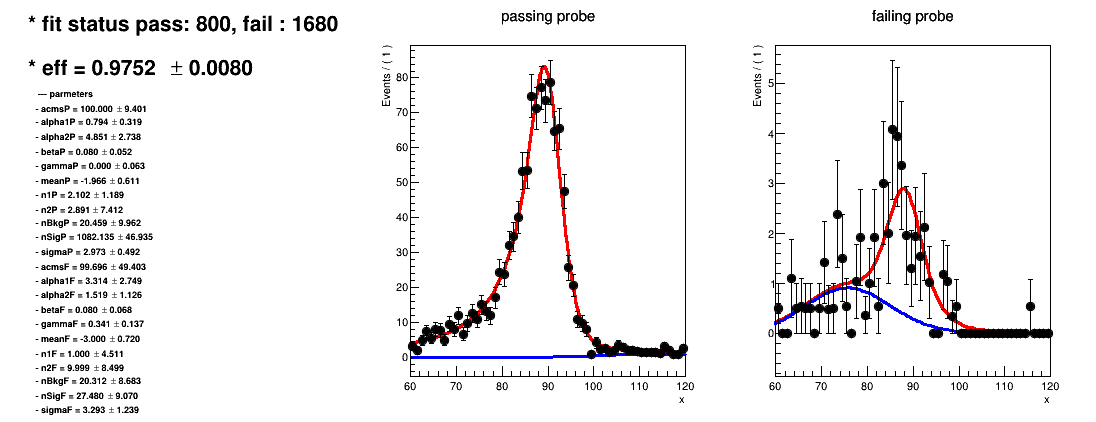 * fit status pass: 800, fail : 1680
* eff = 0.9752 ± 0.0080
--- parmeters
- acmsP = 100.000 ± 9.401
- alpha1P = 0.794 ± 0.319
- alpha2P = 4.851 ± 2.738
- betaP = 0.080 ± 0.052
- gammaP = 0.000 ± 0.063
- meanP = -1.966 ± 0.611
- n1P = 2.102 ± 1.189
- n2P = 2.891 ± 7.412
- nBkgP = 20.459 ± 9.962
- nSigP = 1082.135 ± 46.935
- sigmaP = 2.973 ± 0.492
- acmsF = 99.696 ± 49.403
- alpha1F = 3.314 ± 2.749
- alpha2F = 1.519 ± 1.126
- betaF = 0.080 ± 0.068
- gammaF = 0.341 ± 0.137
- meanF = -3.000 ± 0.720
- n1F = 1.000 ± 4.511
- n2F = 9.999 ± 8.499
- nBkgF = 20.312 ± 8.683
- nSigF = 27.480 ± 9.070
- sigmaF = 3.293 ± 1.239
passing probe
Events / ( 1 )
80
70
60
50
40
30
20
10
0
60 70 80 90 100 110 120
x
failing probe
Events / ( 1 )
5
4
3
2
1
0
60 70 80 90 100 110 120
x